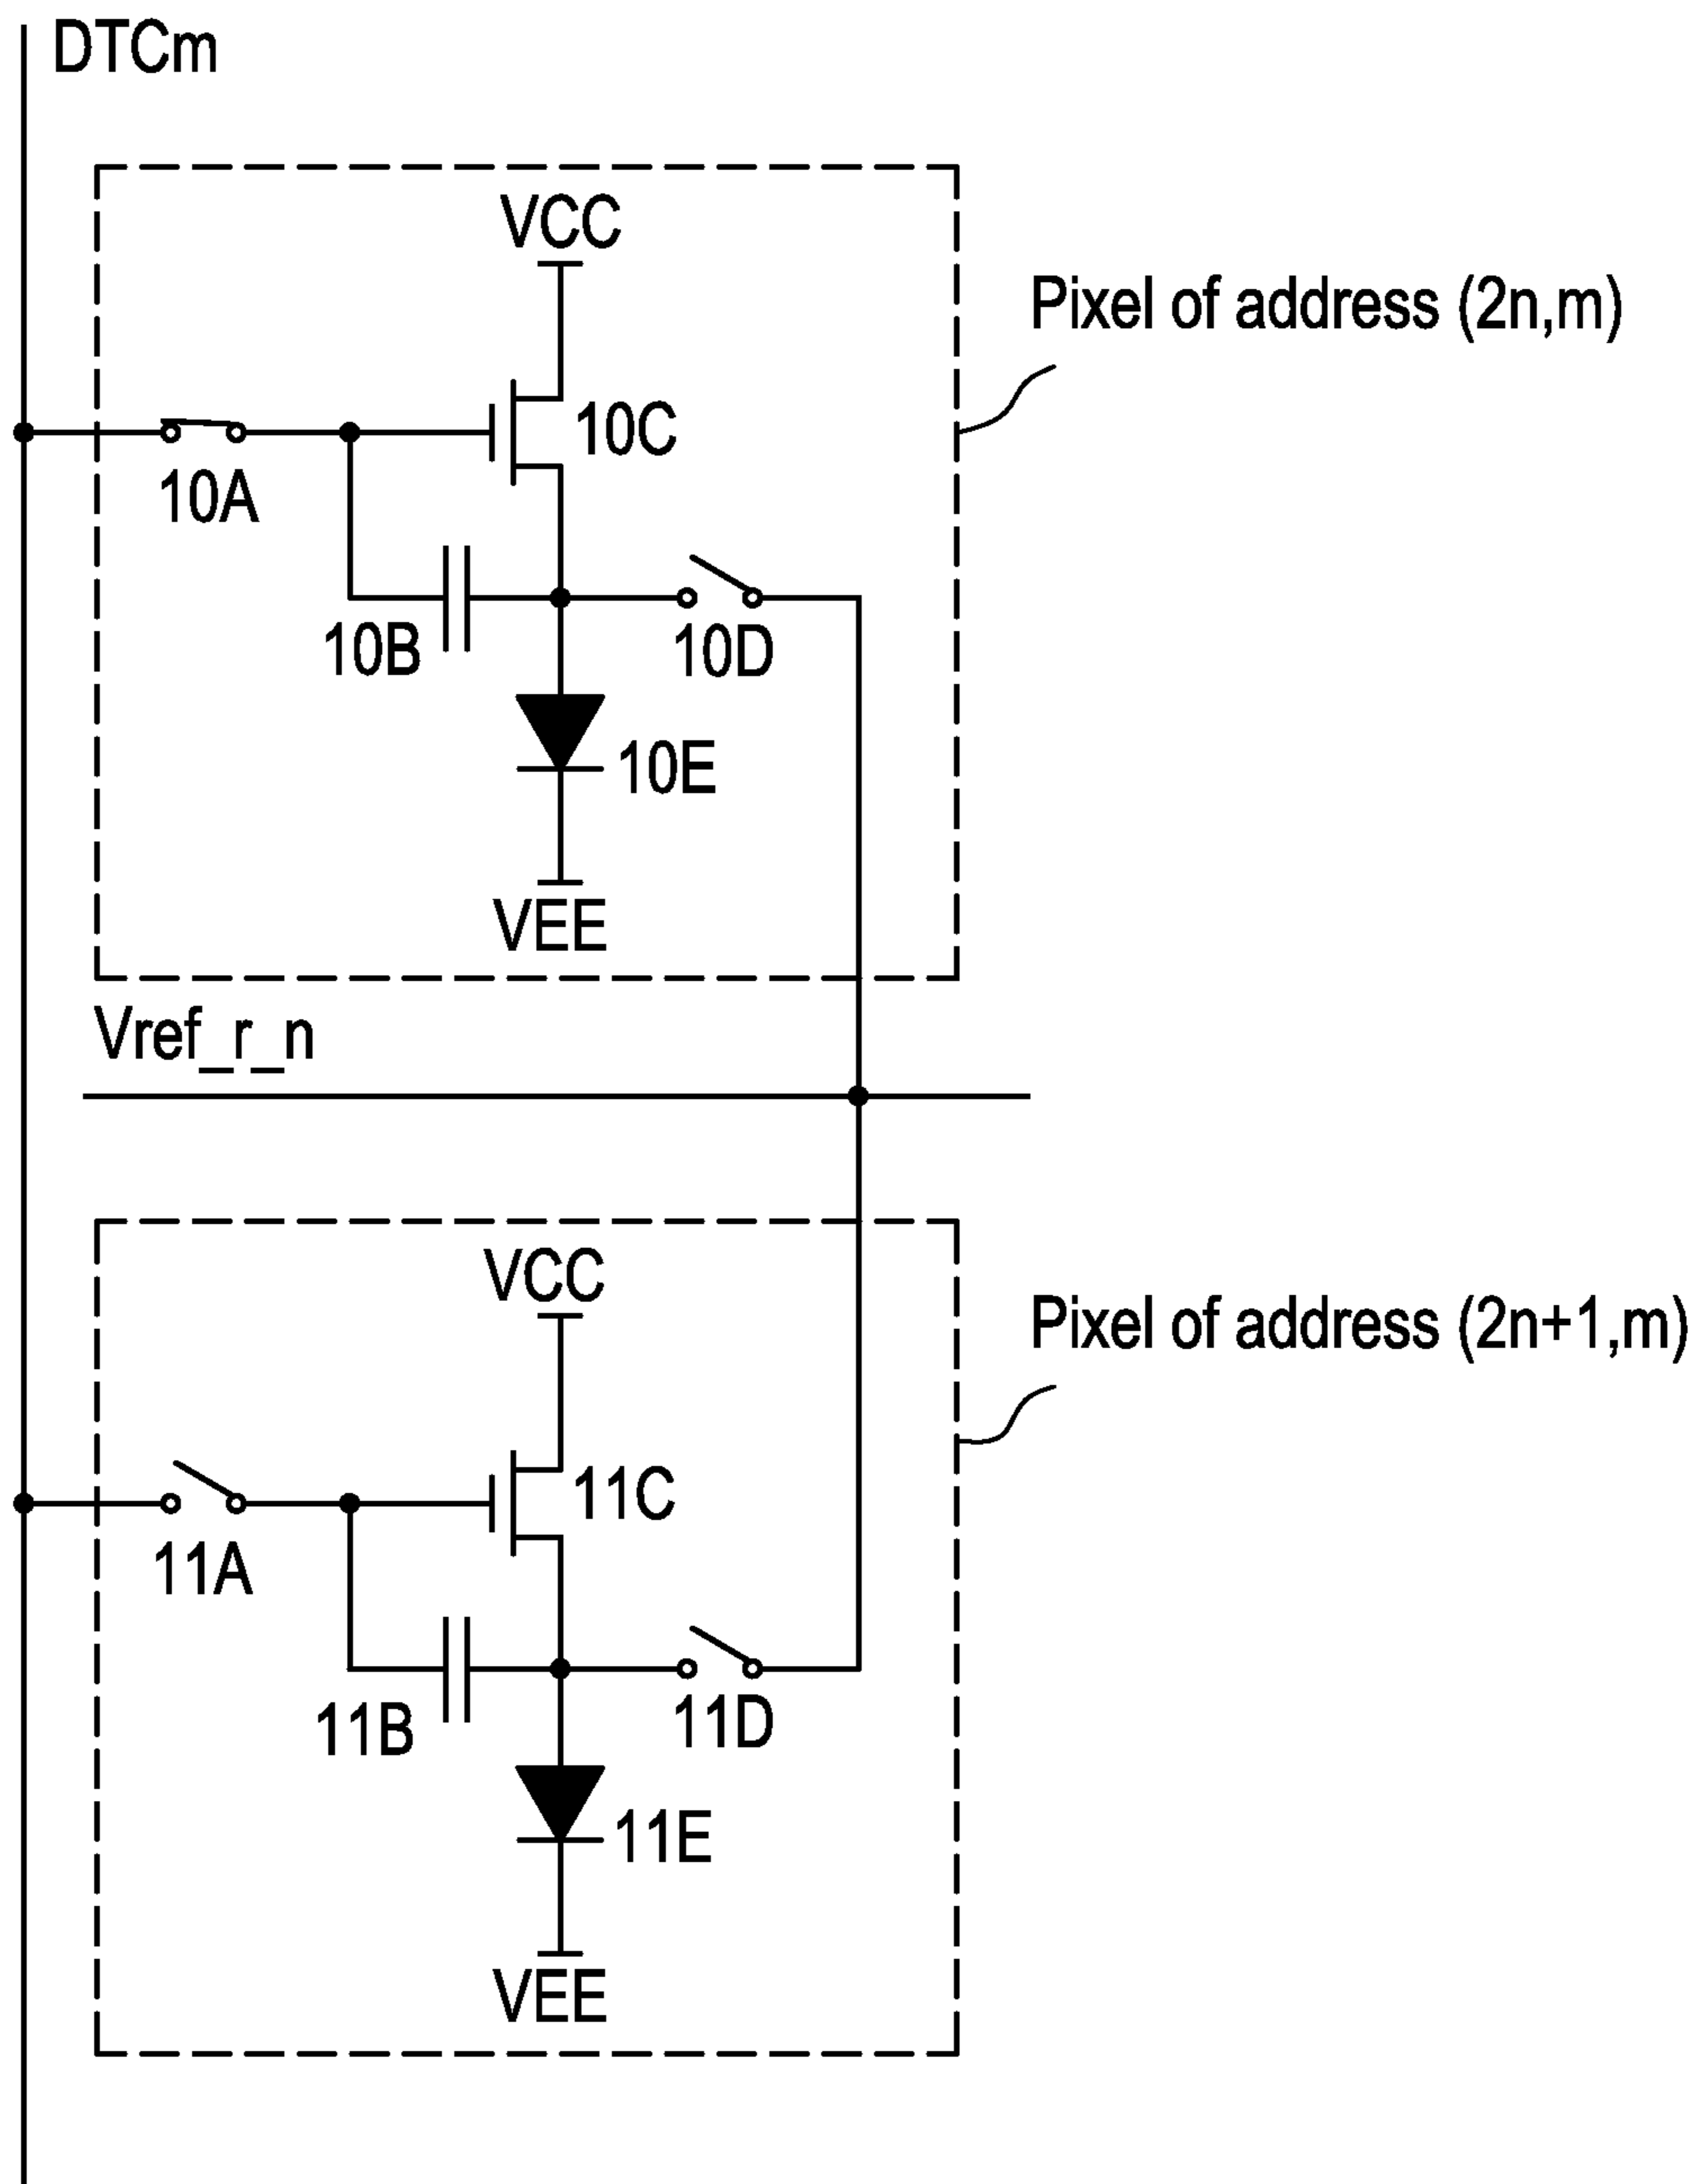 DTCm
VCC
Pixel of address (2n,m)
10C
10A
10B
10D
10E
VEE
Vref_r_n
VCC
Pixel of address (2n+1,m)
11C
11A
11B
11D
11E
VEE